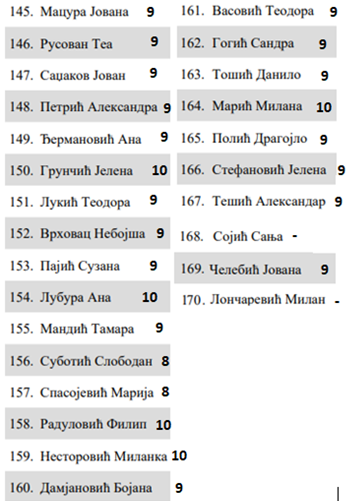 145. Мацура Јована 9
146. Русован Теа 9
147. Саџаков Јован 9
148. Петрић Александра 9
149. Ђермановић Ана 9
150. Грунчић Јелена 10
151. Лукић Теодора 9
152. Врховац Небојша 9
153. Пајић Сузана 9
154. Лубура Ана 10
155. Мандић Тамара 9
156. Суботић Слободан 8
157. Спасојевић Марија 8
158. Радуловић Филип 10
159. Несторовић Миланка 10
160. Дамјановић Бојана 9
161. Васовић Теодора 9
162. Гогић Сандра 9
163. Тошић Данило 9
164. Марић Милана 10
165. Полић Драгојло 9
166. Стефановић Јелена 9
167. Тешић Александар 9
168. Сојић Сања -
169. Челебић Јована 9
170. Лончаревић Милан -